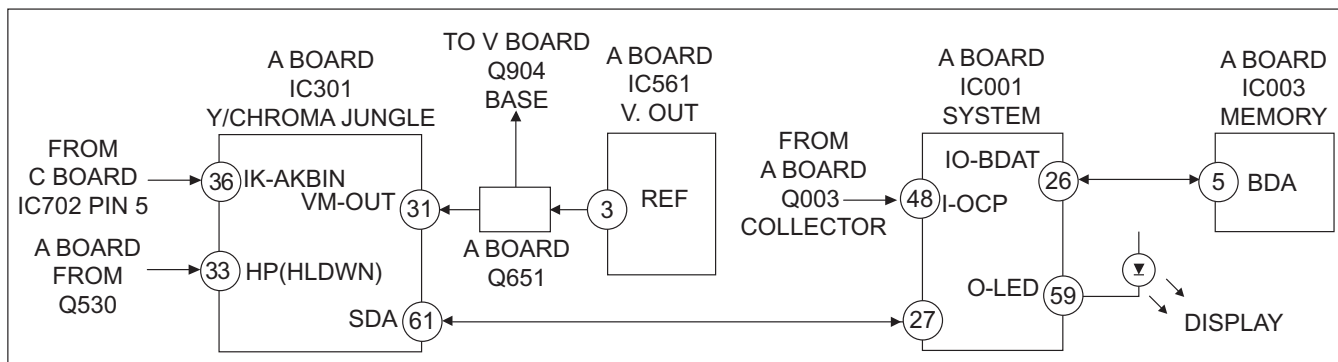 A BOARD
IC301
Y/CHROMA JUNGLE
FROM
C BOARD
IC702 PIN 5
36
IK-AKBIN
VM-OUT
31
A BOARD
FROM
Q530
33
HP(HLDWN)
SDA
61
TO V BOARD
Q904
BASE
A BOARD
Q651
A BOARD
IC561
V. OUT
3
REF
FROM
A BOARD
Q003
COLLECTOR
A BOARD
IC001
SYSTEM
48
I-OCP
IO-BDAT
26
O-LED
59
27
A BOARD
IC003
MEMORY
5
BDA
DISPLAY